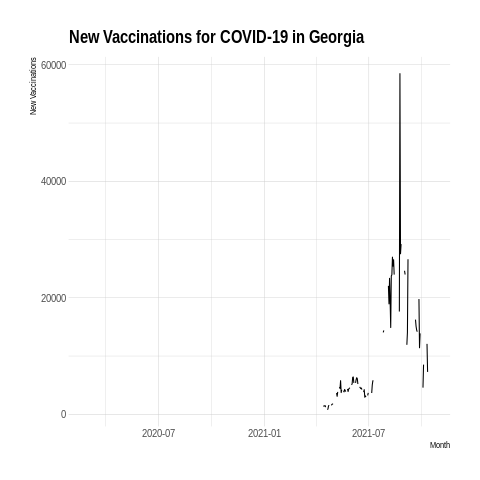 New Vaccinations for COVID-19 in Georgia
New Vaccinations
60000
40000
20000
0
2020-07
2021-01
2021-07
Month